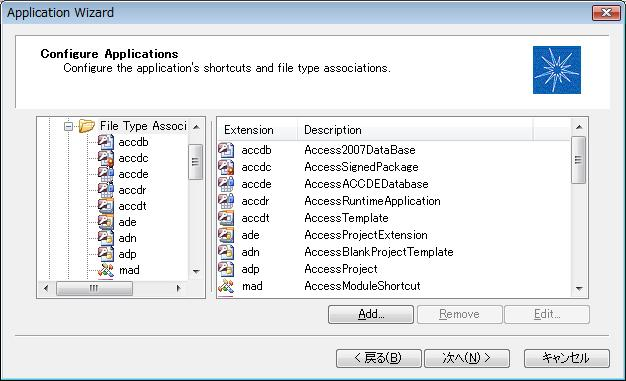 Application Wizard
Configure Applications
Configure the application's shortcuts and file type associations.
File Type Associ
accdb
accdc
accde
accdr
accdt
ade
adn
adp
mad
Extension Description
accdb Access2007DataBase
accdc AccessSignedPackage
accde AccessACCDEDatabase
accdr AccessRuntimeApplication
accdt AccessTemplate
ade AccessProjectExtension
adn AccessBlankProjectTemplate
adp AccessProject
mad AccessModuleShortcut
Add... Remove Edit...
< 戻る(B) 次へ(N) > キャンセル